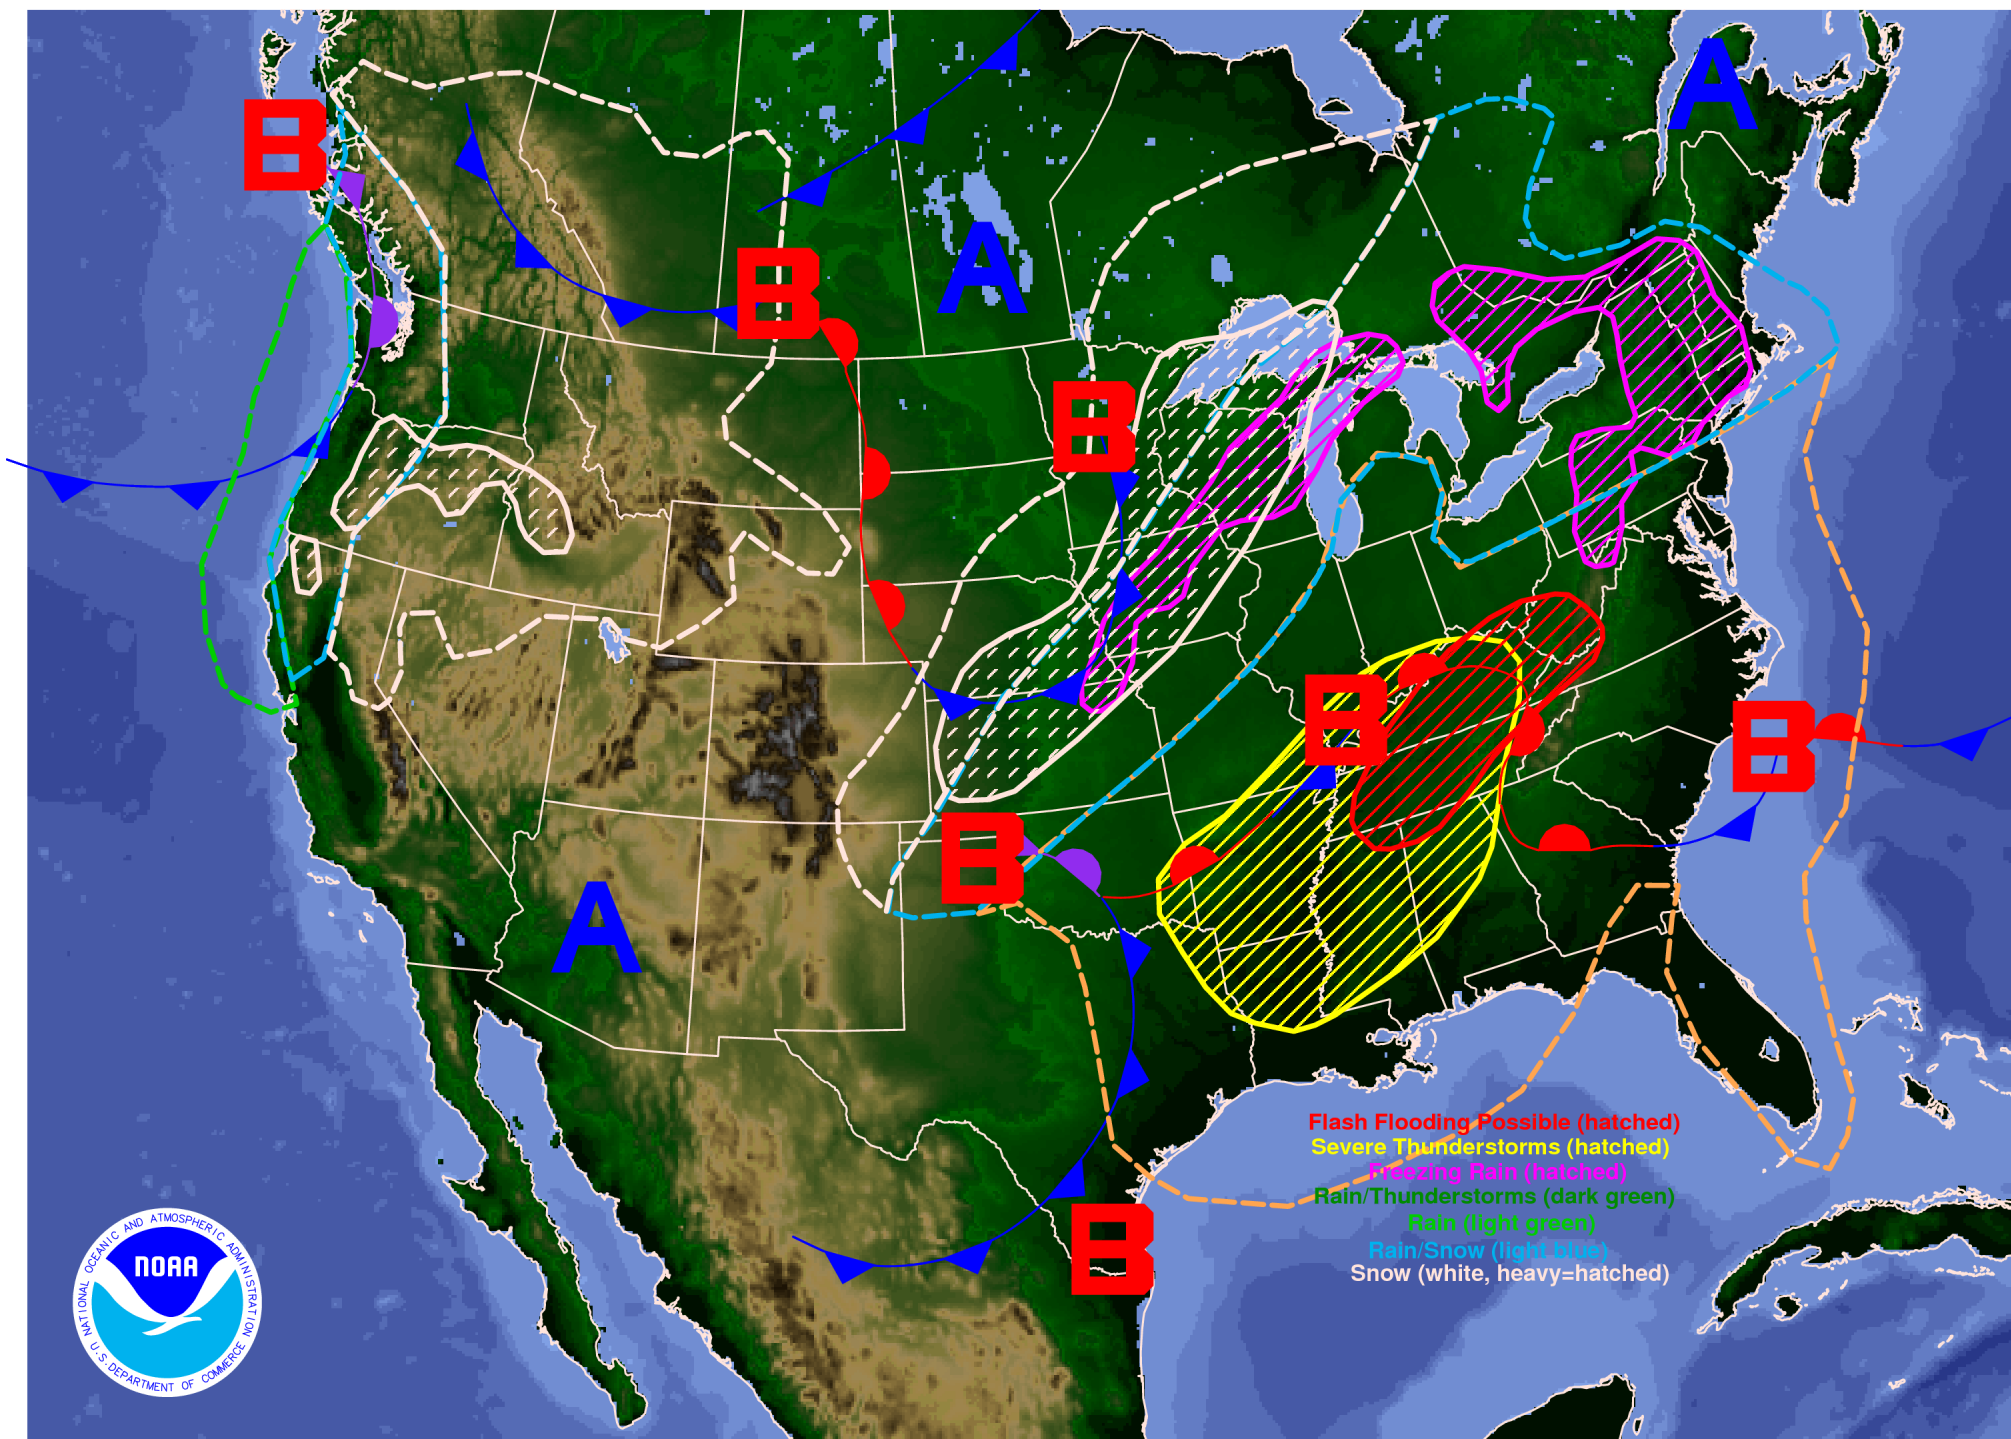 B
A
B
A
B
B
B
B
A
B
Flash Flooding Possible (hatched)
Severe Thunderstorms (hatched)
Freezing Rain (hatched)
Rain/Thunderstorms (dark green)
Rain (light green)
Rain/Snow (light blue)
Snow (white, heavy=hatched)
NATIONAL OCEANIC AND ATMOSPHERIC ADMINISTRATION
NOAA
U.S. DEPARTMENT OF COMMERCE